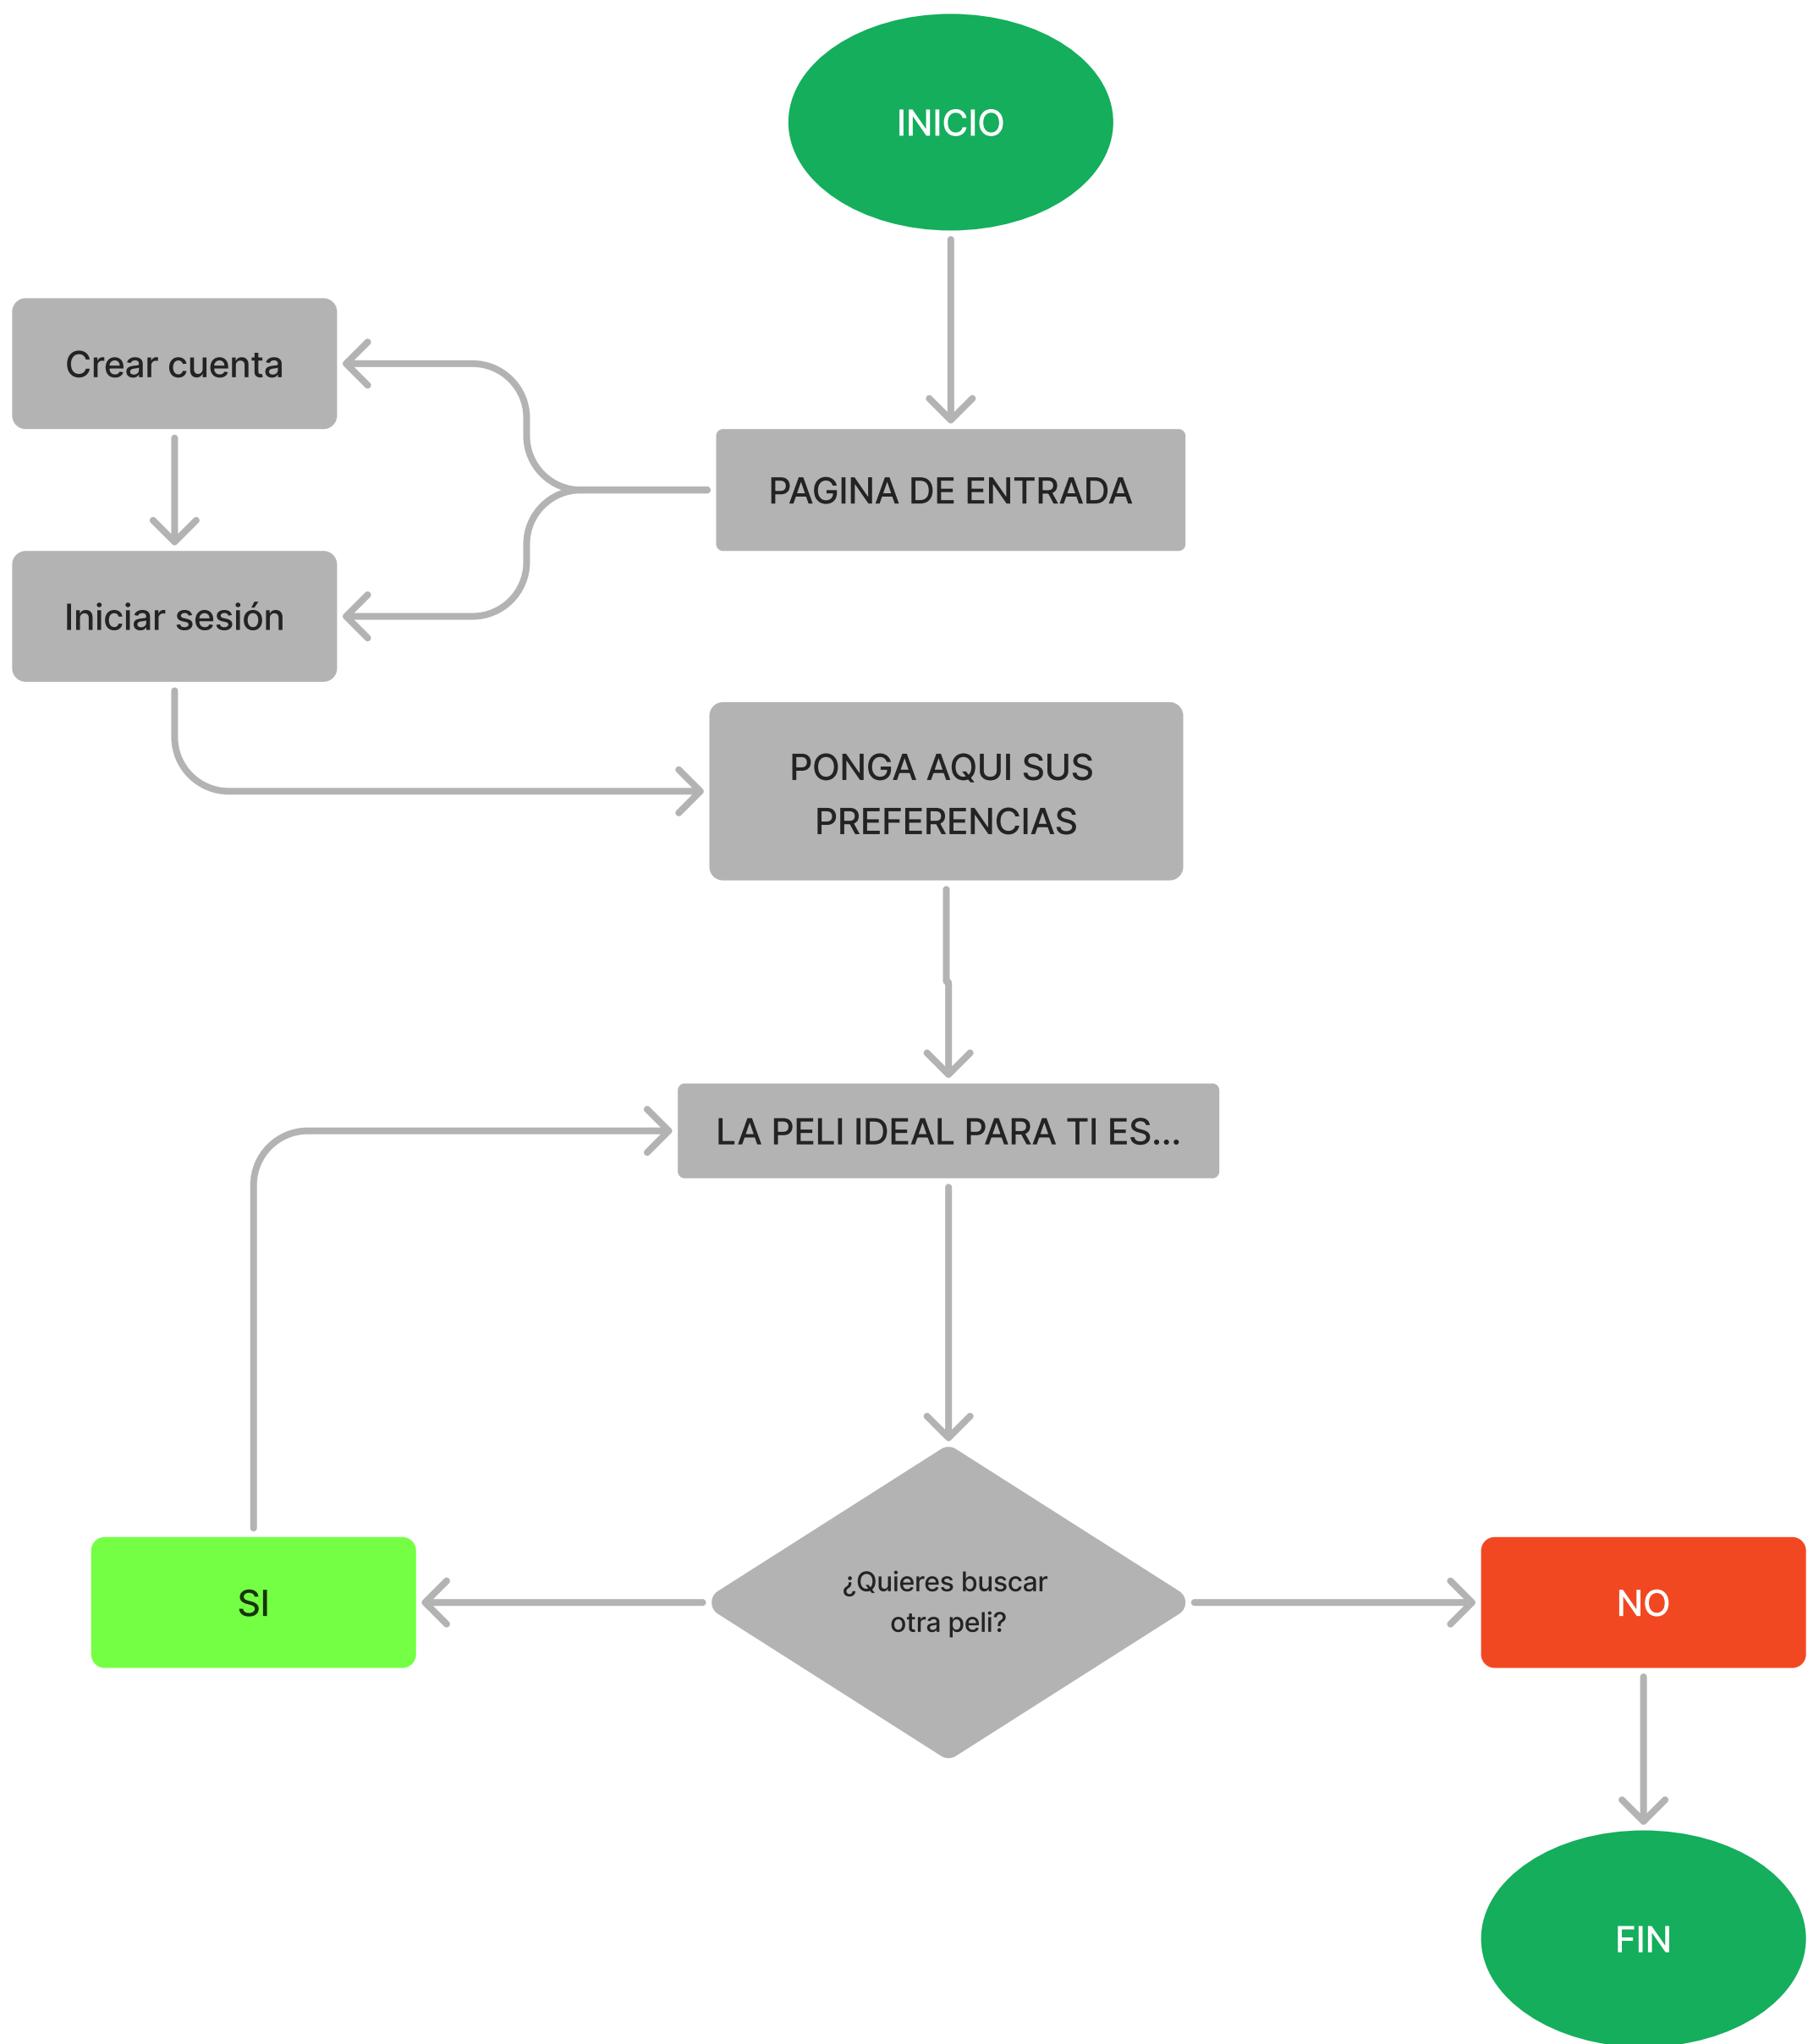 INICIO
Crear cuenta
PAGINA DE ENTRADA
Iniciar sesión
PONGA AQUI SUS
PREFERENCIAS
LA PELI IDEAL PARA TI ES...
¿Quieres buscar
otra peli?
SI
NO
FIN